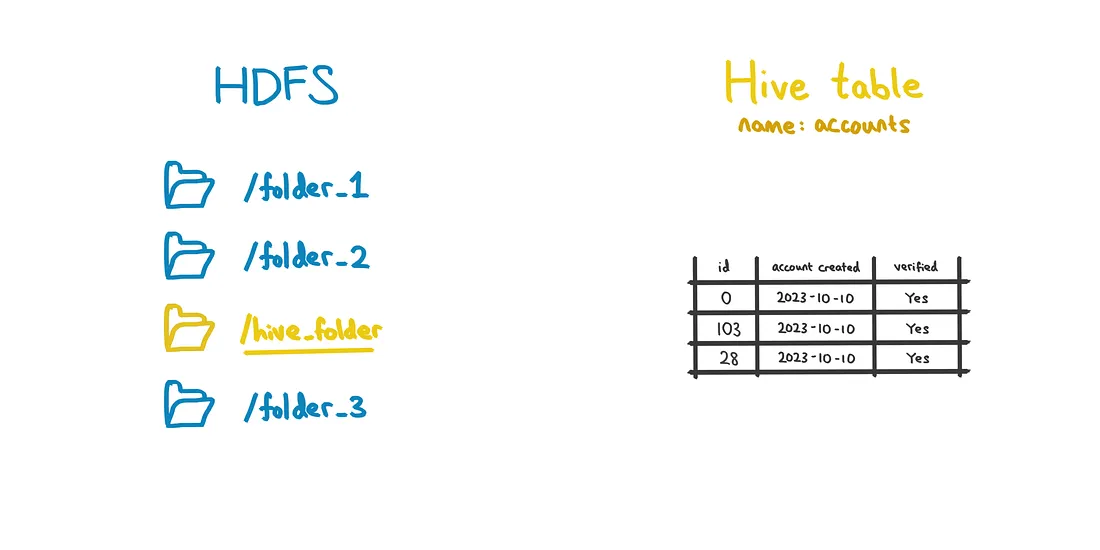 HDFS
/folder_1
/folder_2
/hive_folder
/folder_3
Hive table
name: accounts
id account created verified
0 2023-10-10 Yes
103 2023-10-10 Yes
28 2023-10-10 Yes